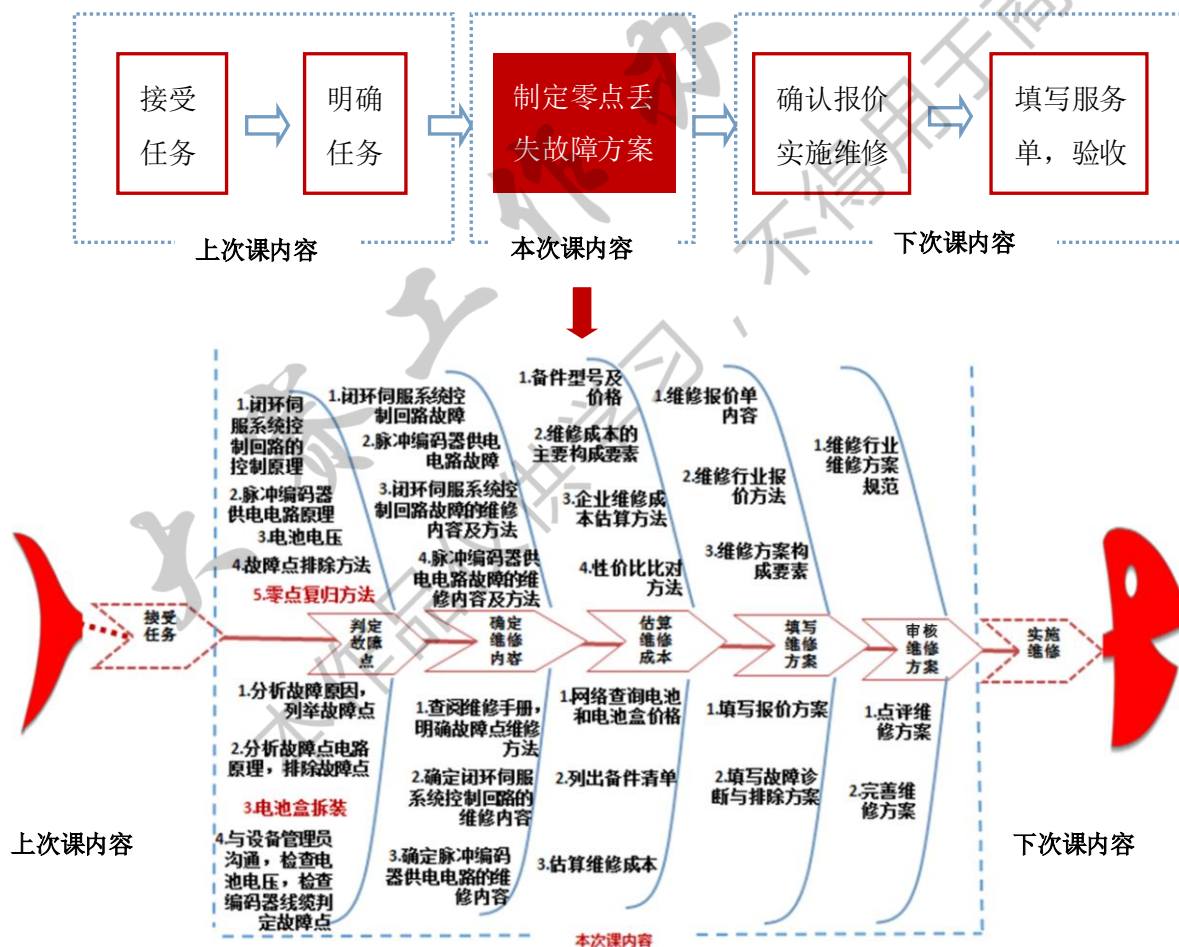 接受
任务
明确
任务
制定零点丢
失故障方案
确认报价
实施维修
填写服务
单，验收
上次课内容
本次课内容
下次课内容
1.闭环伺
服系统控
制回路的
控制原理
2.脉冲编码器
供电电路原理
3.电池电压
4.故障点排除方法
5.零点复归方法
1.闭环伺服系统控
制回路故障
2.脉冲编码器供电
电路故障
3.闭环伺服系统控
制回路故障的维修
内容及方法
4.脉冲编码器供
电电路故障的维
修内容及方法
1.备件型号及
价格
2.维修成本的
主要构成要素
3.企业维修成
本估算方法
4.性价比比对
方法
1.维修报价单
内容
2.维修行业报
价方法
3.维修方案构
成要素
1.维修行业
维修方案
规范
接受
任务
判定
故障
点
确定
维修
内容
估算
维修
成本
填写
维修
方案
审核
维修
方案
实施
维修
1.分析故障原因，
列举故障点
2.分析故障点电路
原理，排除故障点
3.电池盒拆装
4.与设备管理员
沟通，检查电
池电压，检查
编码器线缆判
定故障点
1.查阅维修手册，
明确故障点维修
方法
2.确定闭环伺服
系统控制回路的
维修内容
3.确定脉冲编码
器供电电路的维
修内容
1.网络查询电池
和电池盒价格
2.列出备件清单
3.估算维修成本
1.填写报价方案
2.填写故障诊
断与排除方案
1.点评维
修方案
2.完善维
修方案
上次课内容
下次课内容
本次课内容
本作品仅供学习，不得用于商